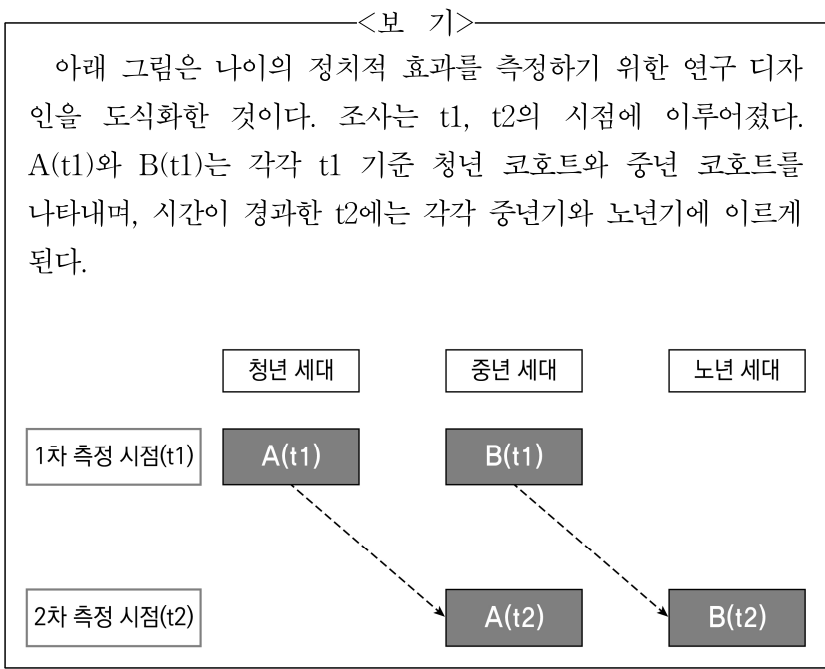 <보 기>
아래 그림은 나이의 정치적 효과를 측정하기 위한 연구 디자
인을 도식화한 것이다. 조사는 t1, t2의 시점에 이루어졌다.
A(t1)와 B(t1)는 각각 t1 기준 청년 코호트와 중년 코호트를
나타내며, 시간이 경과한 t2에는 각각 중년기와 노년기에 이르게
된다.
청년 세대 중년 세대 노년 세대
1차 측정 시점(t1) A(t1) B(t1)
2차 측정 시점(t2) A(t2) B(t2)